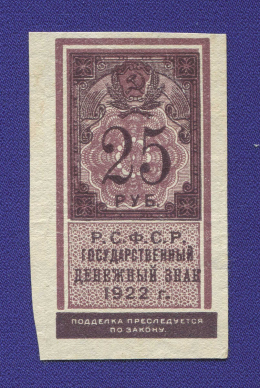 25
РУБ.
Р.С.Ф.С.Р.
ГОСУДАРСТВЕННЫЙ
ДЕНЕЖНЫЙ ЗНАК
1922 г.
ПОДДЕЛКА ПРЕСЛЕДУЕТСЯ
ПО ЗАКОНУ.